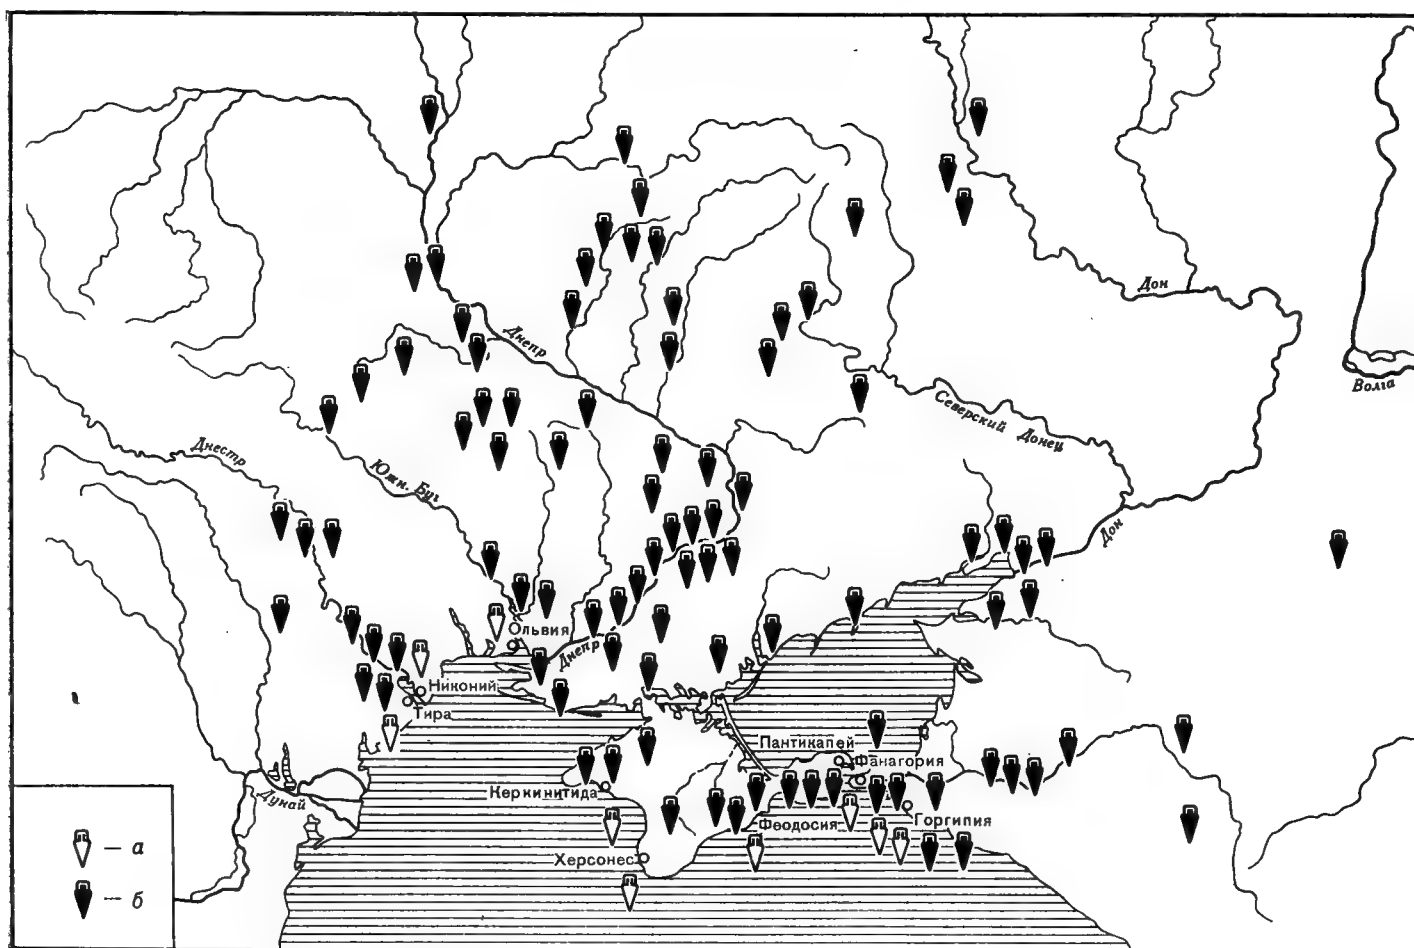 Дон
Днепр
Волга
Северский Донец
Днестр
Южн. Буг
Дон
Ольвия
Днепр
Никоний
Тира
Пантикапей
Фанагория
Керкинитида
Дунай
Феодосия
Горгиппия
Херсонес
– а
– б